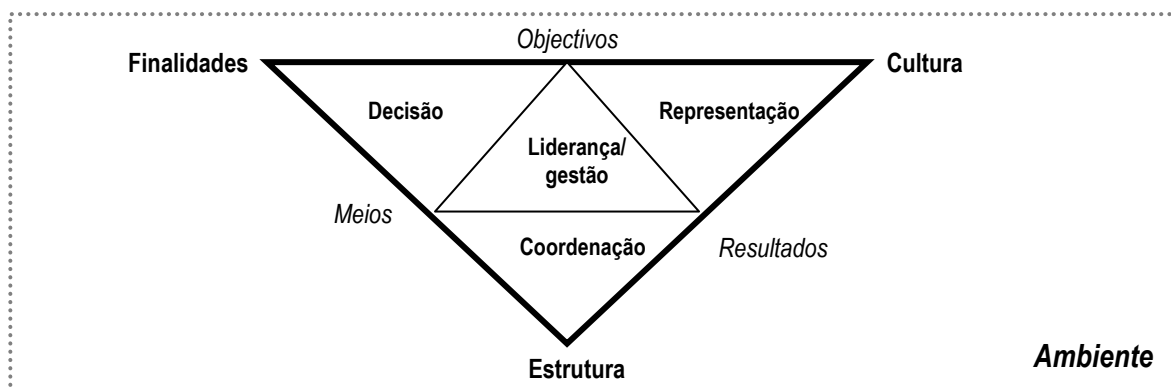 Objectivos
Finalidades
Cultura
Decisão
Representação
Liderança/
gestão
Meios
Coordenação
Resultados
Estrutura
Ambiente